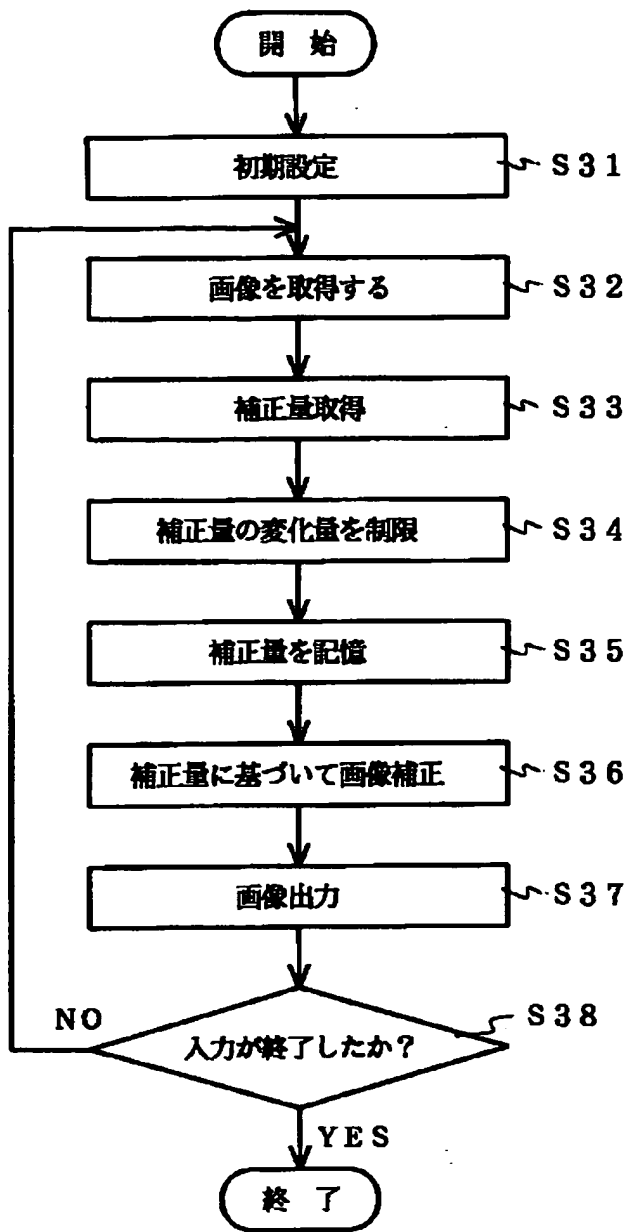 開 始
初期設定 S31
画像を取得する S32
補正量取得 S33
補正量の変化量を制限 S34
補正量を記憶 S35
補正量に基づいて画像補正 S36
画像出力 S37
S38
NO
入力が終了したか？
YES
終 了